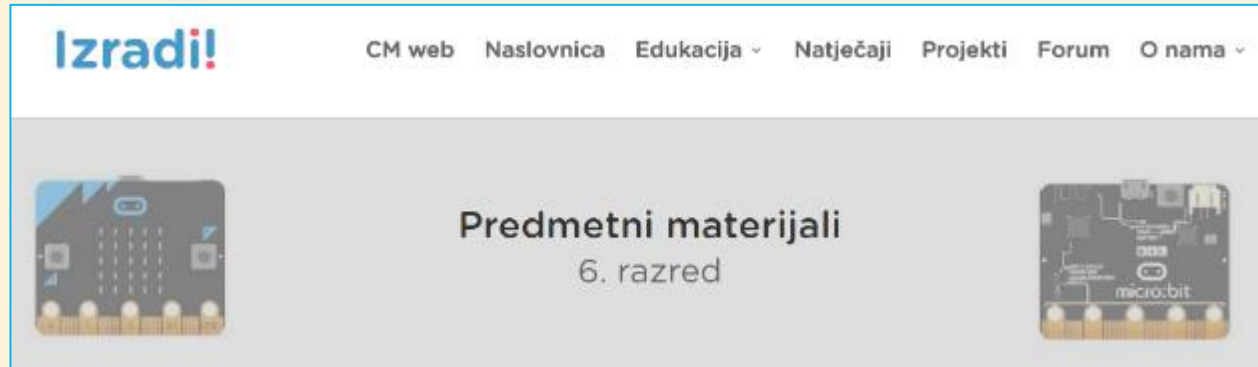 Izradi!
CM web Naslovnica Edukacija Natječaji Projekti Forum O nama
Predmetni materijali
6. razred
micro:bit